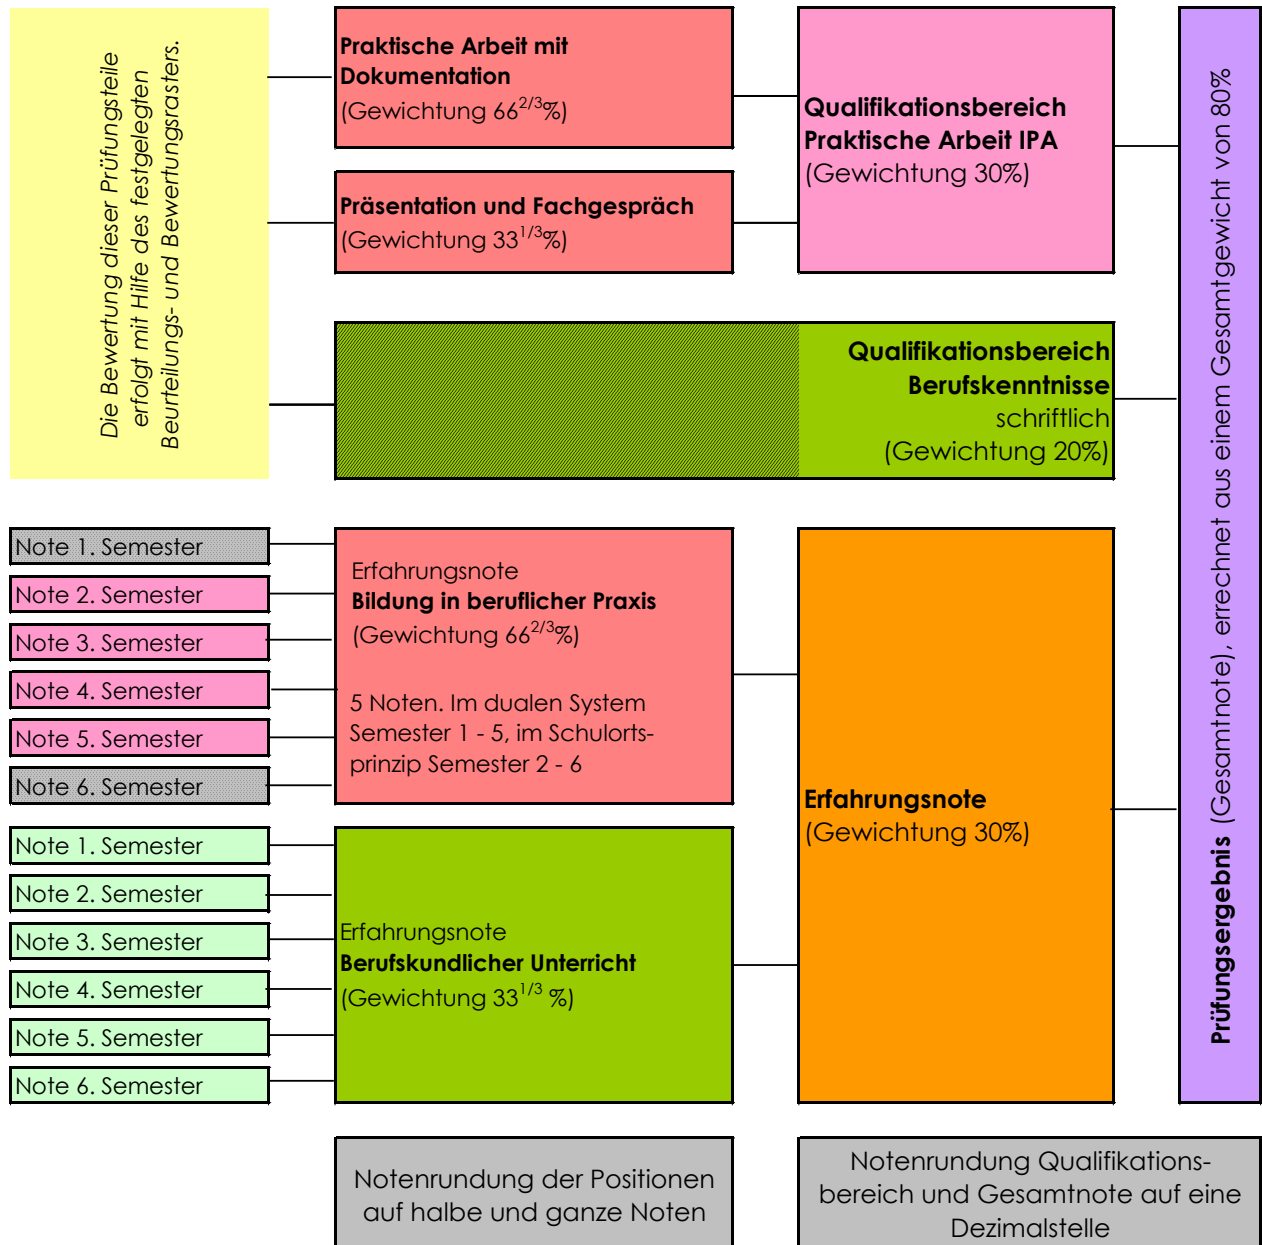 Die Bewertung dieser Prüfungsteile
erfolgt mit Hilfe des festgelegten
Beurteilungs- und Bewertungsrasters.
Praktische Arbeit mit
Dokumentation
(Gewichtung 66^2/3%)
Präsentation und Fachgespräch
(Gewichtung 33^1/3%)
Qualifikationsbereich
Praktische Arbeit IPA
(Gewichtung 30%)
Qualifikationsbereich
Berufskenntnisse
schriftlich
(Gewichtung 20%)
Note 1. Semester
Note 2. Semester
Note 3. Semester
Note 4. Semester
Note 5. Semester
Note 6. Semester
Erfahrungsnote
Bildung in beruflicher Praxis
(Gewichtung 66^2/3%)
5 Noten. Im dualen System
Semester 1 - 5, im Schulorts-
prinzip Semester 2 - 6
Note 1. Semester
Note 2. Semester
Note 3. Semester
Note 4. Semester
Note 5. Semester
Note 6. Semester
Erfahrungsnote
Berufskundlicher Unterricht
(Gewichtung 33^1/3 %)
Erfahrungsnote
(Gewichtung 30%)
Prüfungsergebnis (Gesamtnote), errechnet aus einem Gesamtgewicht von 80%
Notenrundung der Positionen
auf halbe und ganze Noten
Notenrundung Qualifikations-
bereich und Gesamtnote auf eine
Dezimalstelle